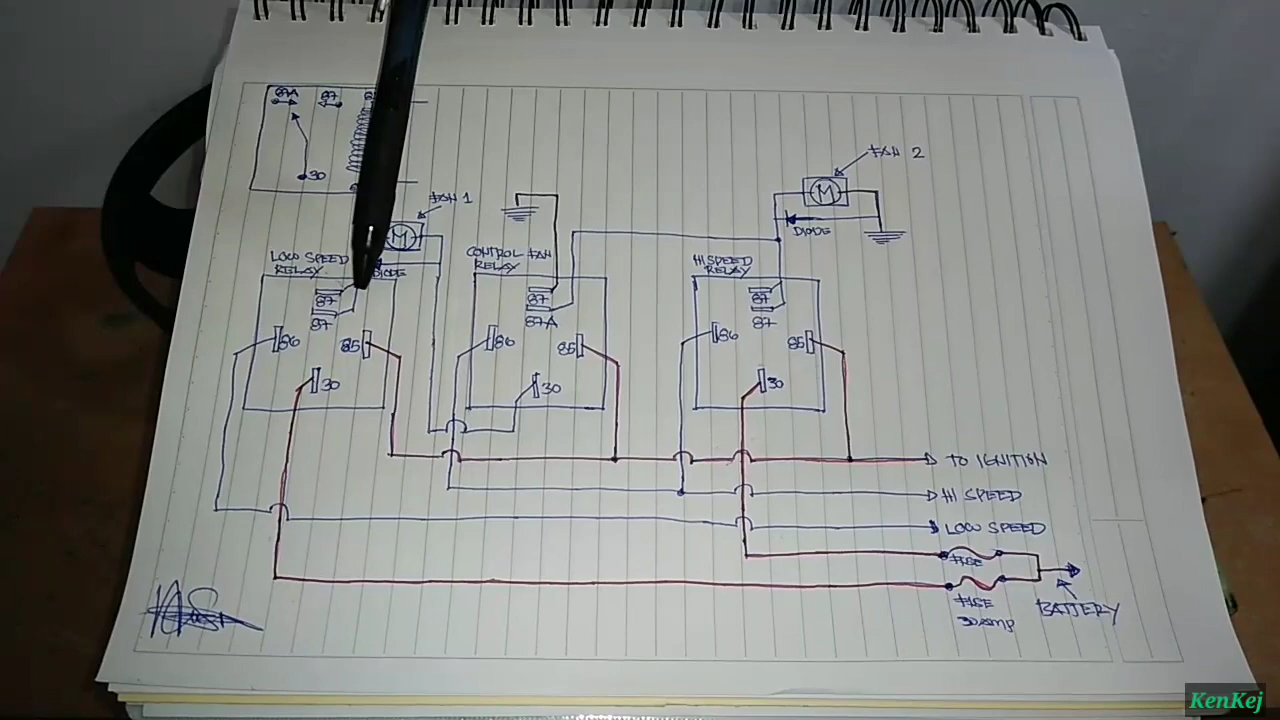 87A 87
30
FAN 2
FAN 1
M
DIODE
M
LOW SPEED
RELAY
CONTROL FAN
RELAY
HI SPEED
RELAY
DIODE
87
87
86
85
30
87
87A
86
85
30
87
87
86
85
30
TO IGNITION
HI SPEED
LOW SPEED
FUSE
FUSE
30 amp
BATTERY
KenKej